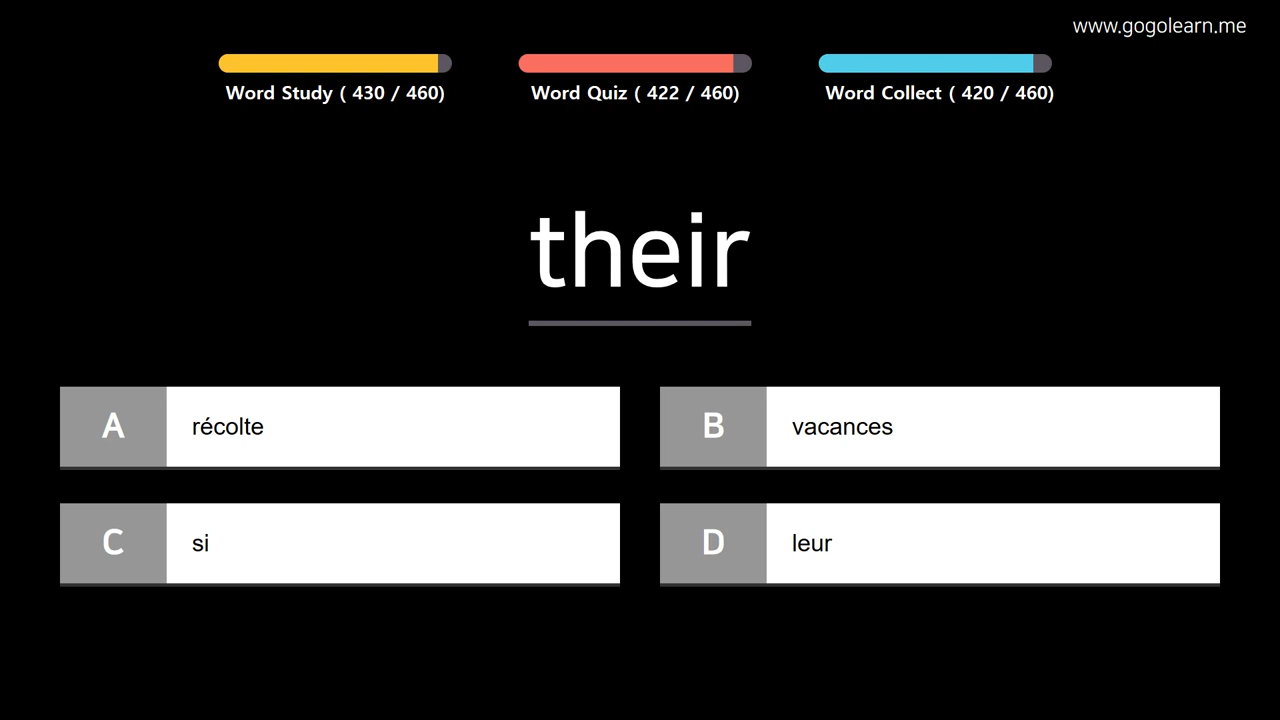 www.gogolearn.me
Word Study ( 430 / 460)
Word Quiz ( 422 / 460)
Word Collect ( 420 / 460)
their
A récolte
B vacances
C si
D leur